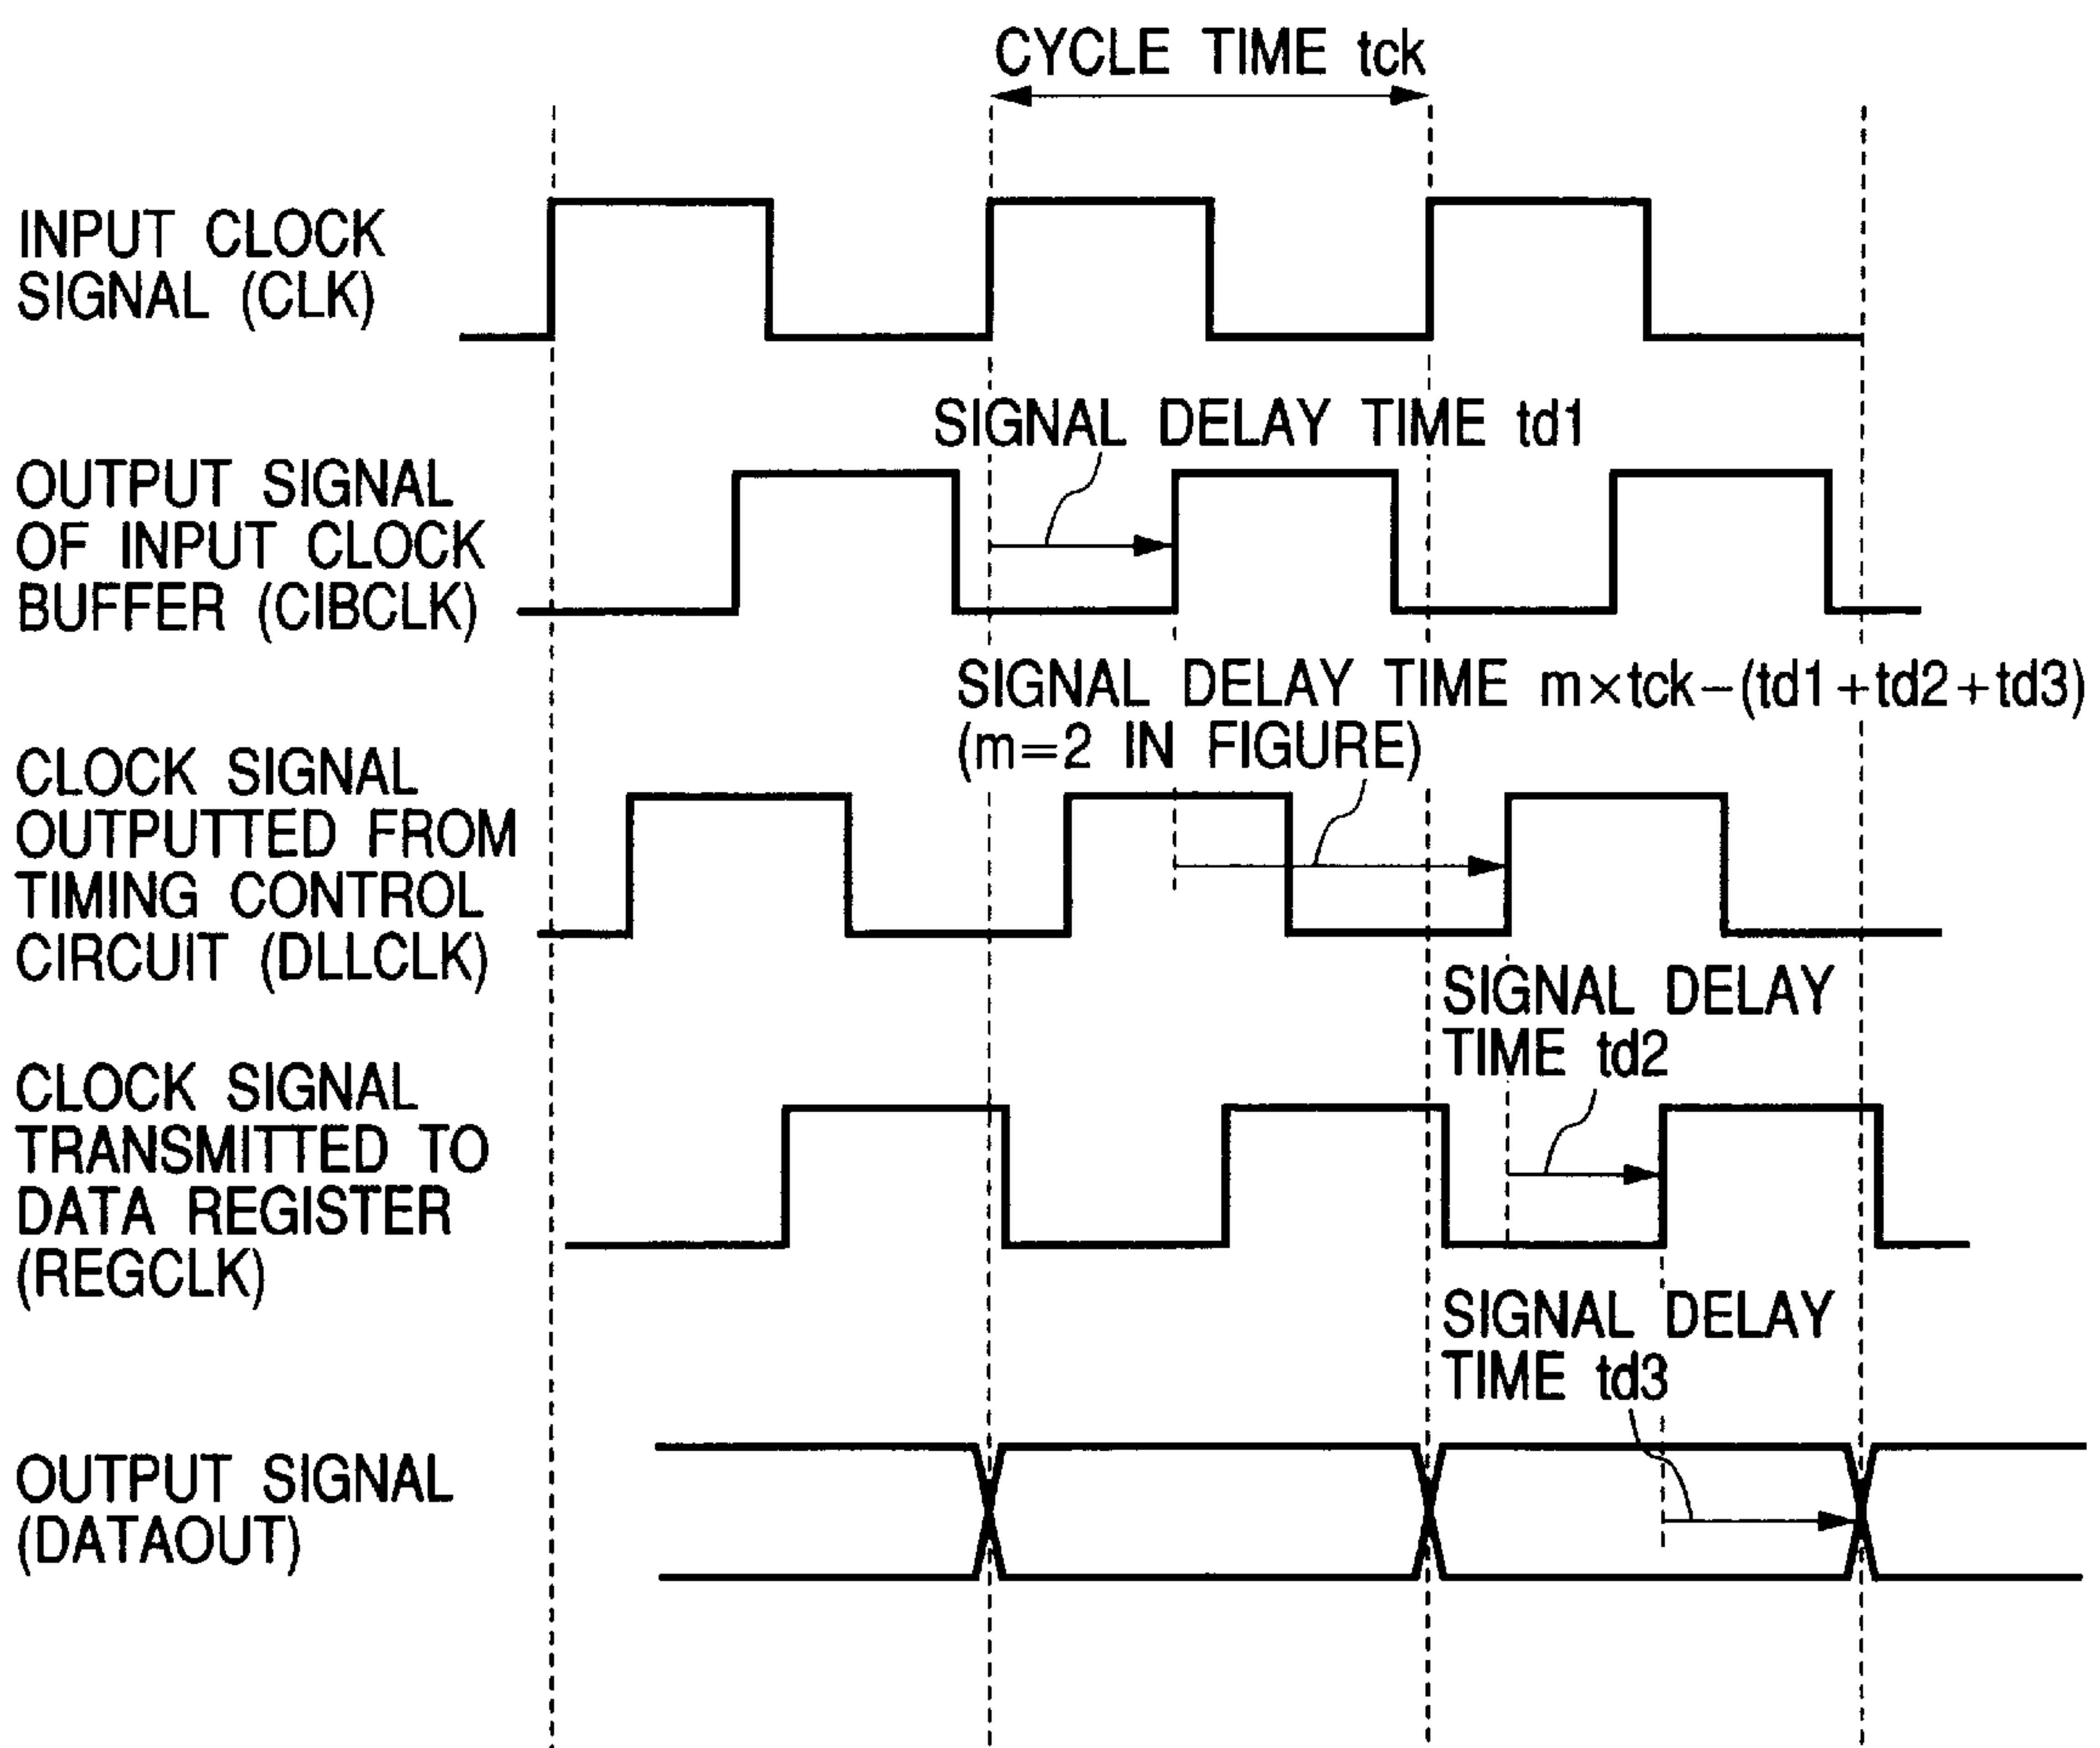 CYCLE TIME tck
INPUT CLOCK
SIGNAL (CLK)
SIGNAL DELAY TIME td1
OUTPUT SIGNAL
OF INPUT CLOCK
BUFFER (CIBCLK)
SIGNAL DELAY TIME m×tck−(td1+td2+td3)
(m=2 IN FIGURE)
CLOCK SIGNAL
OUTPUTTED FROM
TIMING CONTROL
CIRCUIT (DLLCLK)
SIGNAL DELAY
TIME td2
CLOCK SIGNAL
TRANSMITTED TO
DATA REGISTER
(REGCLK)
SIGNAL DELAY
TIME td3
OUTPUT SIGNAL
(DATAOUT)